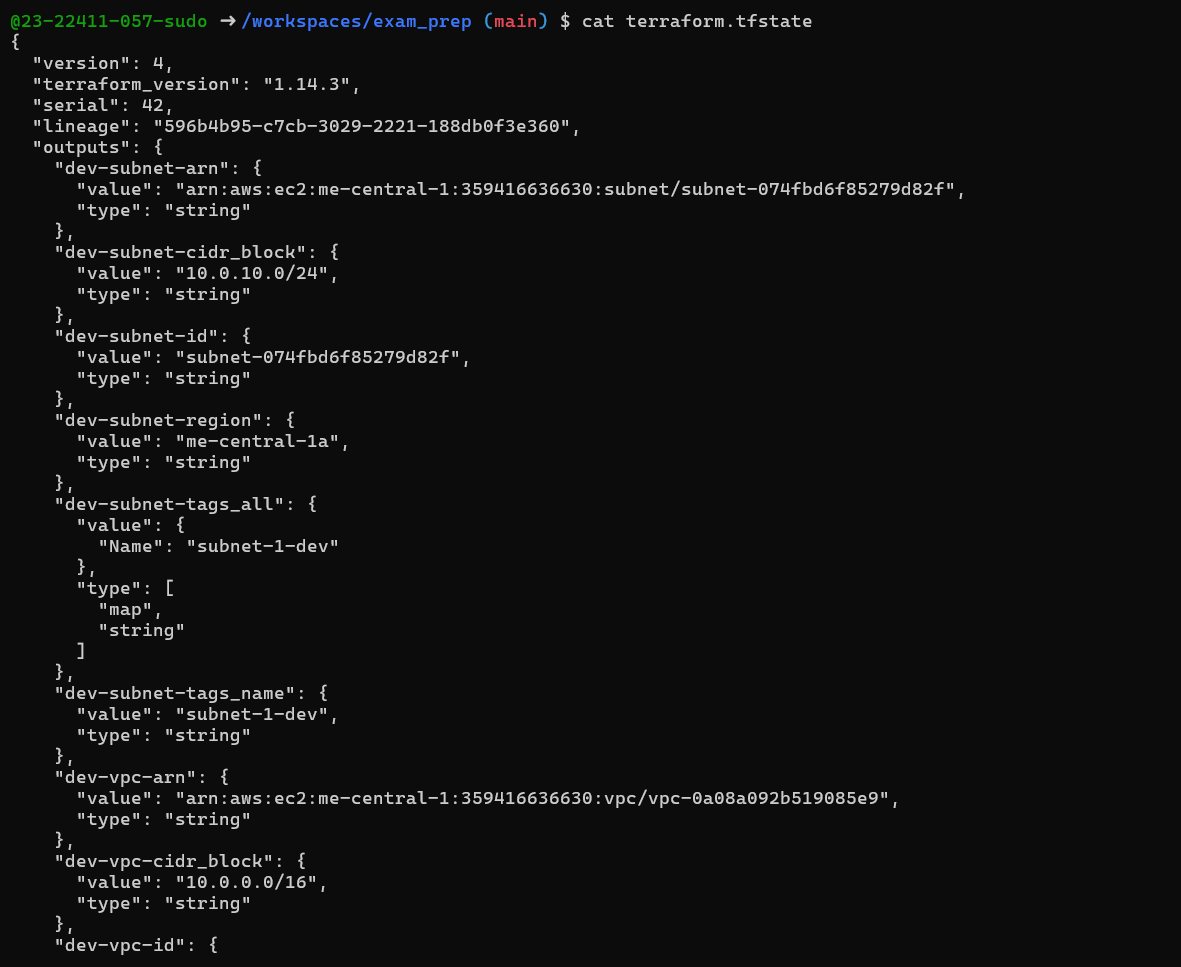 @23-22411-057-sudo ➜ /workspaces/exam_prep (main) $ cat terraform.tfstate
{
  "version": 4,
  "terraform_version": "1.14.3",
  "serial": 42,
  "lineage": "596b4b95-c7cb-3029-2221-188db0f3e360",
  "outputs": {
    "dev-subnet-arn": {
      "value": "arn:aws:ec2:me-central-1:359416636630:subnet/subnet-074fbd6f85279d82f",
      "type": "string"
    },
    "dev-subnet-cidr_block": {
      "value": "10.0.10.0/24",
      "type": "string"
    },
    "dev-subnet-id": {
      "value": "subnet-074fbd6f85279d82f",
      "type": "string"
    },
    "dev-subnet-region": {
      "value": "me-central-1a",
      "type": "string"
    },
    "dev-subnet-tags_all": {
      "value": {
        "Name": "subnet-1-dev"
      },
      "type": [
        "map",
        "string"
      ]
    },
    "dev-subnet-tags_name": {
      "value": "subnet-1-dev",
      "type": "string"
    },
    "dev-vpc-arn": {
      "value": "arn:aws:ec2:me-central-1:359416636630:vpc/vpc-0a08a092b519085e9",
      "type": "string"
    },
    "dev-vpc-cidr_block": {
      "value": "10.0.0.0/16",
      "type": "string"
    },
    "dev-vpc-id": {